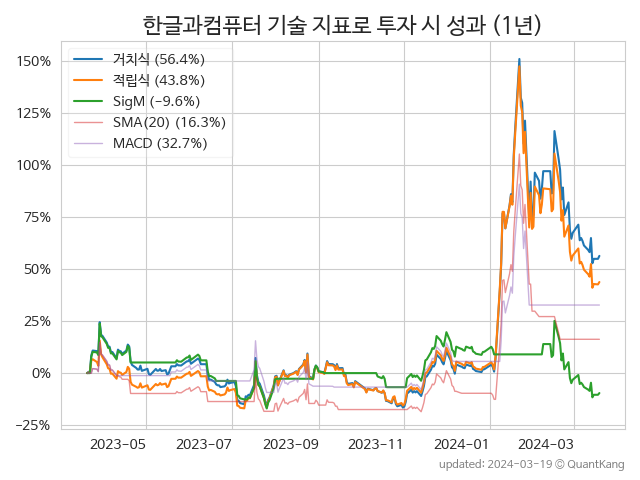 한글과컴퓨터 기술 지표로 투자 시 성과 (1년)
150%
125%
100%
75%
50%
25%
0%
−25%
거치식 (56.4%)
적립식 (43.8%)
SigM (−9.6%)
SMA(20) (16.3%)
MACD (32.7%)
2023-05
2023-07
2023-09
2023-11
2024-01
2024-03
updated: 2024-03-19 © QuantKang